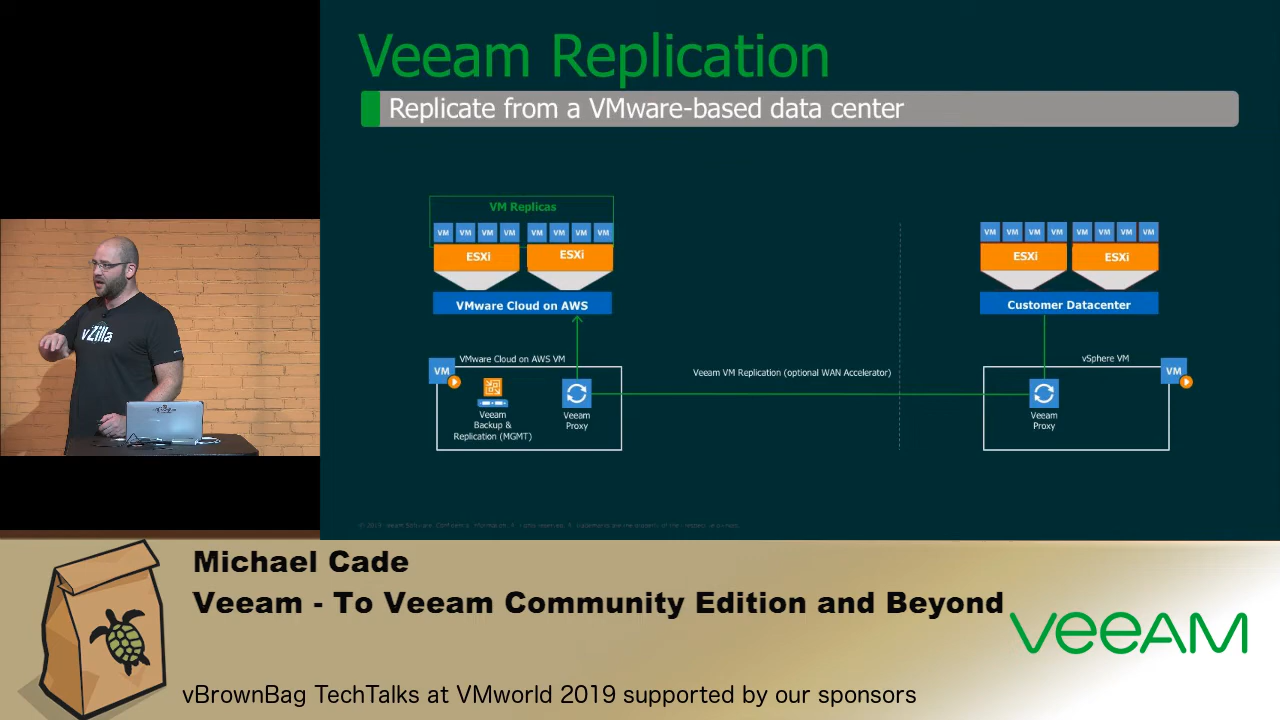 Veeam Replication
Replicate from a VMware-based data center
VM Replicas
VM VM VM VM VM VM VM VM
ESXi ESXi
VMware Cloud on AWS
VM VM VM VM VM VM VM VM
ESXi ESXi
Customer Datacenter
VMware Cloud on AWS VM
VM
Veeam
Backup &
Replication (MGMT)
Veeam
Proxy
Veeam VM Replication (optional WAN Accelerator)
vSphere VM
VM
Veeam
Proxy
vZilla
Michael Cade
Veeam - To Veeam Community Edition and Beyond
veeAM
vBrownBag TechTalks at VMworld 2019 supported by our sponsors